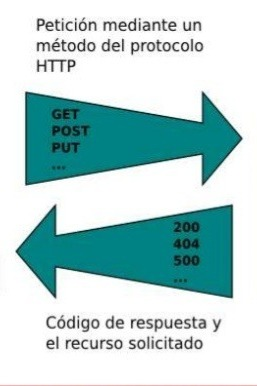 Petición mediante un
método del protocolo
HTTP
GET
POST
PUT
...
200
404
500
...
Código de respuesta y
el recurso solicitado